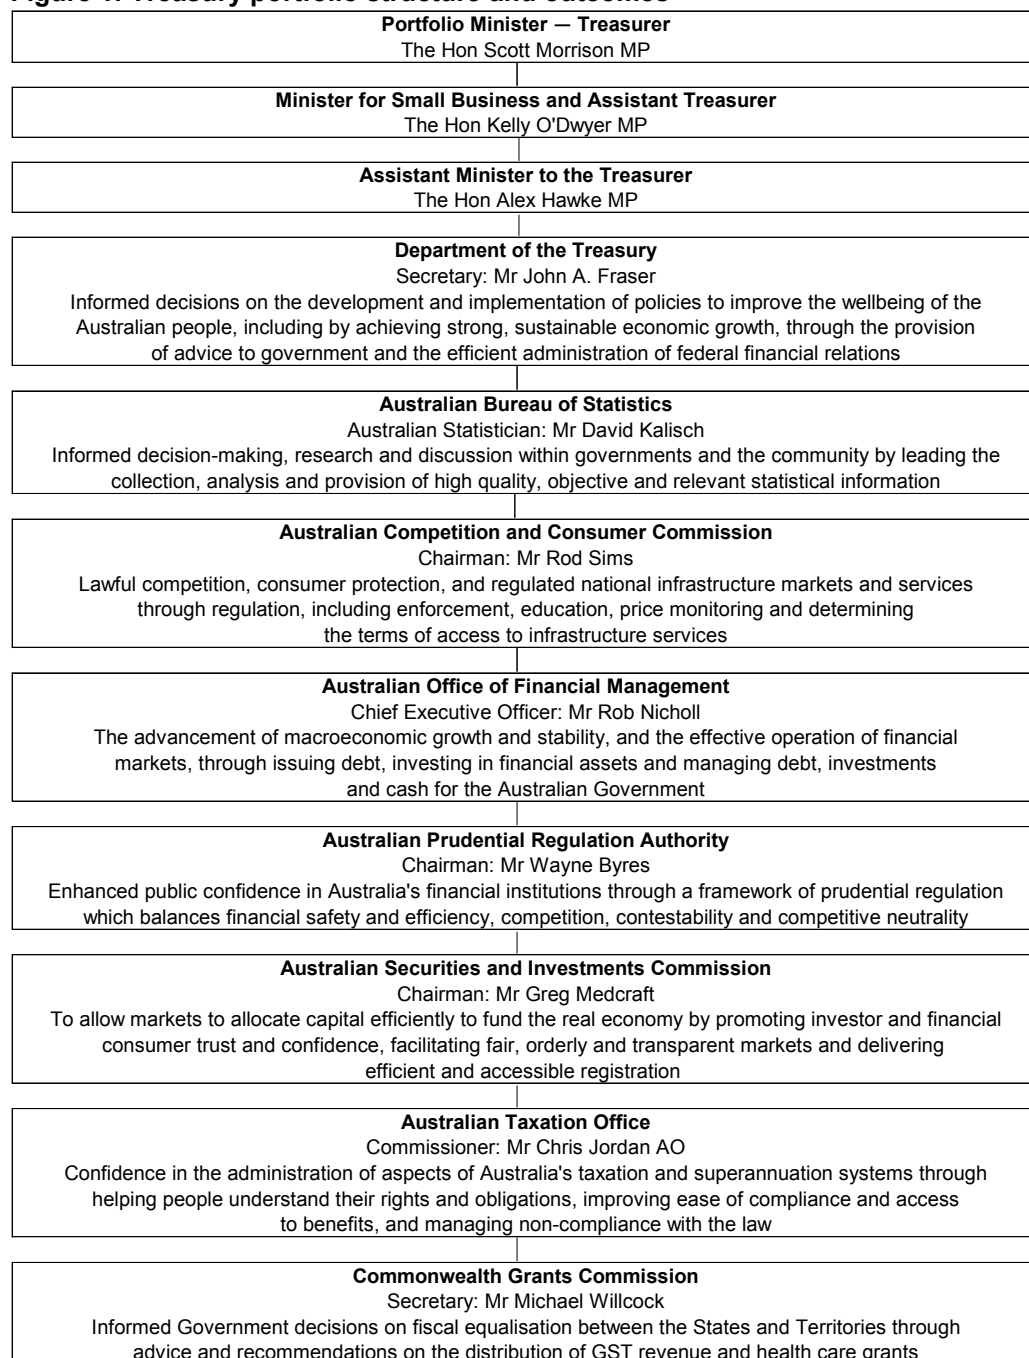 Figure 1: Treasury portfolio structure and outcomes
Portfolio Minister — Treasurer
The Hon Scott Morrison MP
Minister for Small Business and Assistant Treasurer
The Hon Kelly O'Dwyer MP
Assistant Minister to the Treasurer
The Hon Alex Hawke MP
Department of the Treasury
Secretary: Mr John A. Fraser
Informed decisions on the development and implementation of policies to improve the wellbeing of the
Australian people, including by achieving strong, sustainable economic growth, through the provision
of advice to government and the efficient administration of federal financial relations
Australian Bureau of Statistics
Australian Statistician: Mr David Kalisch
Informed decision-making, research and discussion within governments and the community by leading the
collection, analysis and provision of high quality, objective and relevant statistical information
Australian Competition and Consumer Commission
Chairman: Mr Rod Sims
Lawful competition, consumer protection, and regulated national infrastructure markets and services
through regulation, including enforcement, education, price monitoring and determining
the terms of access to infrastructure services
Australian Office of Financial Management
Chief Executive Officer: Mr Rob Nicholl
The advancement of macroeconomic growth and stability, and the effective operation of financial
markets, through issuing debt, investing in financial assets and managing debt, investments
and cash for the Australian Government
Australian Prudential Regulation Authority
Chairman: Mr Wayne Byres
Enhanced public confidence in Australia's financial institutions through a framework of prudential regulation
which balances financial safety and efficiency, competition, contestability and competitive neutrality
Australian Securities and Investments Commission
Chairman: Mr Greg Medcraft
To allow markets to allocate capital efficiently to fund the real economy by promoting investor and financial
consumer trust and confidence, facilitating fair, orderly and transparent markets and delivering
efficient and accessible registration
Australian Taxation Office
Commissioner: Mr Chris Jordan AO
Confidence in the administration of aspects of Australia's taxation and superannuation systems through
helping people understand their rights and obligations, improving ease of compliance and access
to benefits, and managing non-compliance with the law
Commonwealth Grants Commission
Secretary: Mr Michael Willcock
Informed Government decisions on fiscal equalisation between the States and Territories through
advice and recommendations on the distribution of GST revenue and health care grants